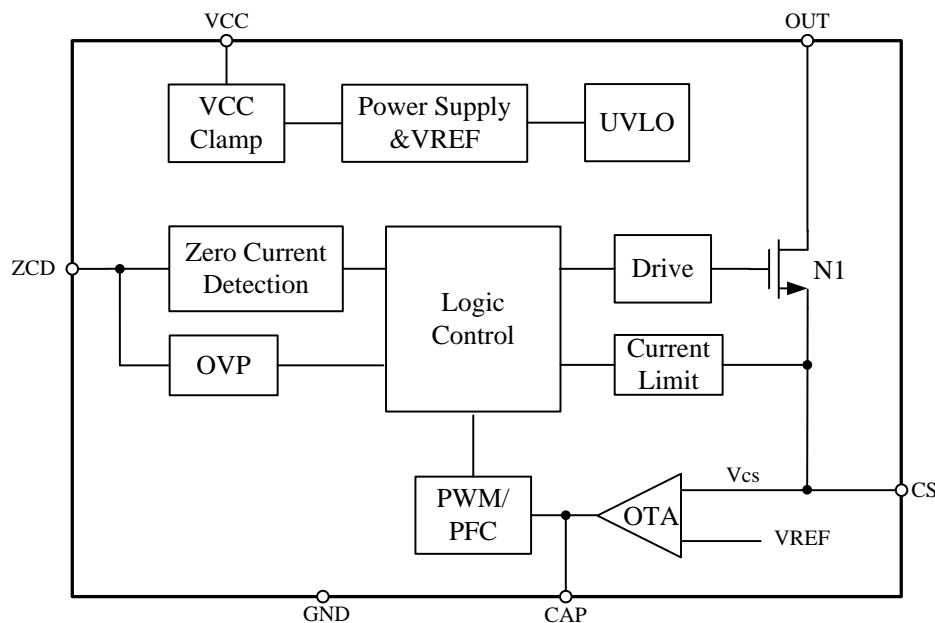 VCC
OUT
VCC
Clamp
Power Supply
&VREF
UVLO
ZCD
Zero Current
Detection
Logic
Control
Drive
N1
OVP
Current
Limit
PWM/
PFC
OTA
Vcs
CS
VREF
GND
CAP